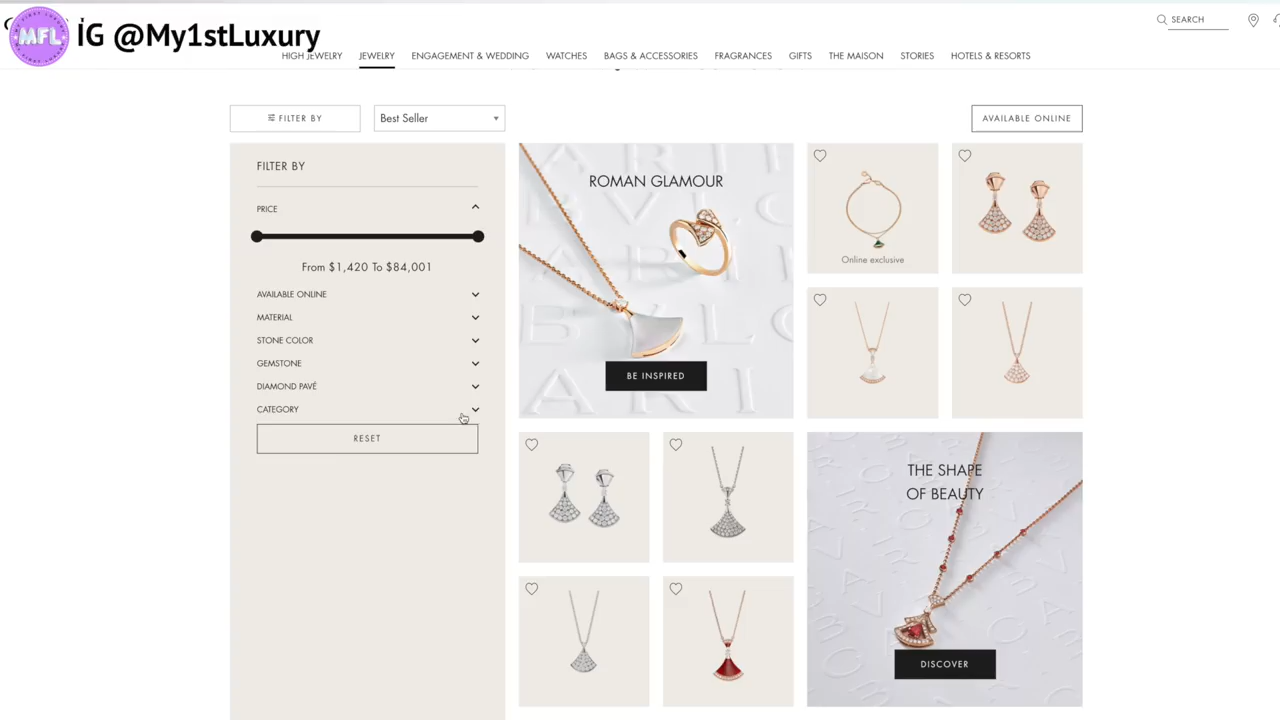 MFL
IG @My1stLuxury
SEARCH
HIGH JEWELRY
JEWELRY
ENGAGEMENT & WEDDING
WATCHES
BAGS & ACCESSORIES
FRAGRANCES
GIFTS
THE MAISON
STORIES
HOTELS & RESORTS
FILTER BY
Best Seller
AVAILABLE ONLINE
FILTER BY
PRICE
From $1,420 To $84,001
AVAILABLE ONLINE
MATERIAL
STONE COLOR
GEMSTONE
DIAMOND PAVÉ
CATEGORY
RESET
ROMAN GLAMOUR
BE INSPIRED
Online exclusive
THE SHAPE
OF BEAUTY
DISCOVER